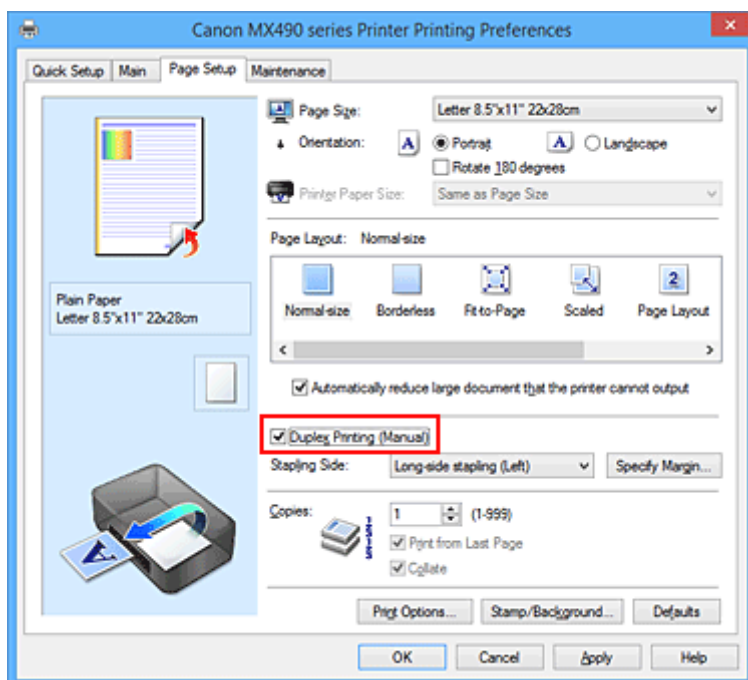 Canon MX490 series Printer Printing Preferences
Quick Setup Main Page Setup Maintenance
Page Size: Letter 8.5"x11" 22x28cm
Orientation: A Portrait A Landscape
Rotate 180 degrees
Printer Paper Size: Same as Page Size
Page Layout: Normal-size
2
Normal-size Borderless Fit-to-Page Scaled Page Layout
Plain Paper
Letter 8.5"x11" 22x28cm
Automatically reduce large document that the printer cannot output
Duplex Printing (Manual)
Stapling Side: Long-side stapling (Left) Specify Margin...
Copies: 1 (1-999)
Print from Last Page
Collate
A
Print Options... Stamp/Background... Defaults
OK Cancel Apply Help